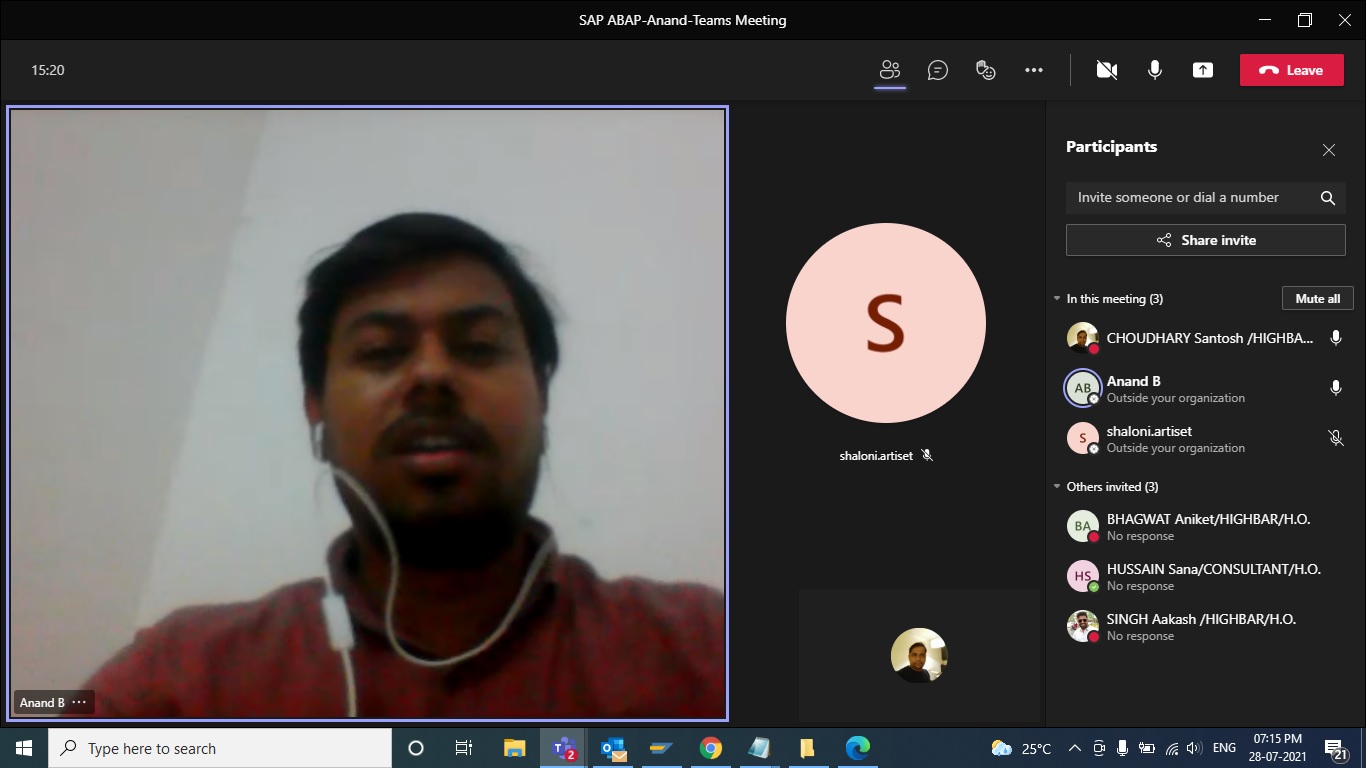 SAP ABAP-Anand-Teams Meeting
15:20
Leave
Participants
Invite someone or dial a number
Share invite
In this meeting (3)
Mute all
CHOUDHARY Santosh /HIGHBA...
AB
Anand B
Outside your organization
S
shaloni.artiset
Outside your organization
Others invited (3)
BA
BHAGWAT Aniket/HIGHBAR/H.O.
No response
HS
HUSSAIN Sana/CONSULTANT/H.O.
No response
SINGH Aakash /HIGHBAR/H.O.
No response
S
shaloni.artiset
Anand B
Type here to search
2
25°C
ENG
07:15 PM
28-07-2021
21